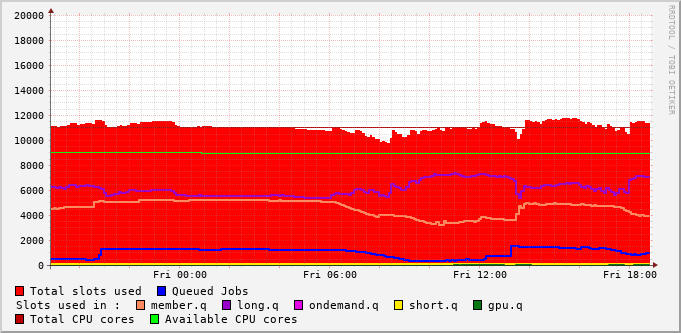 20000
18000
16000
14000
12000
10000
8000
6000
4000
2000
0
Fri 00:00 Fri 06:00 Fri 12:00 Fri 18:00
Total slots used Queued Jobs
Slots used in : member.q long.q ondemand.q short.q gpu.q
Total CPU cores Available CPU cores
RRDTOOL / TOBI OETIKER